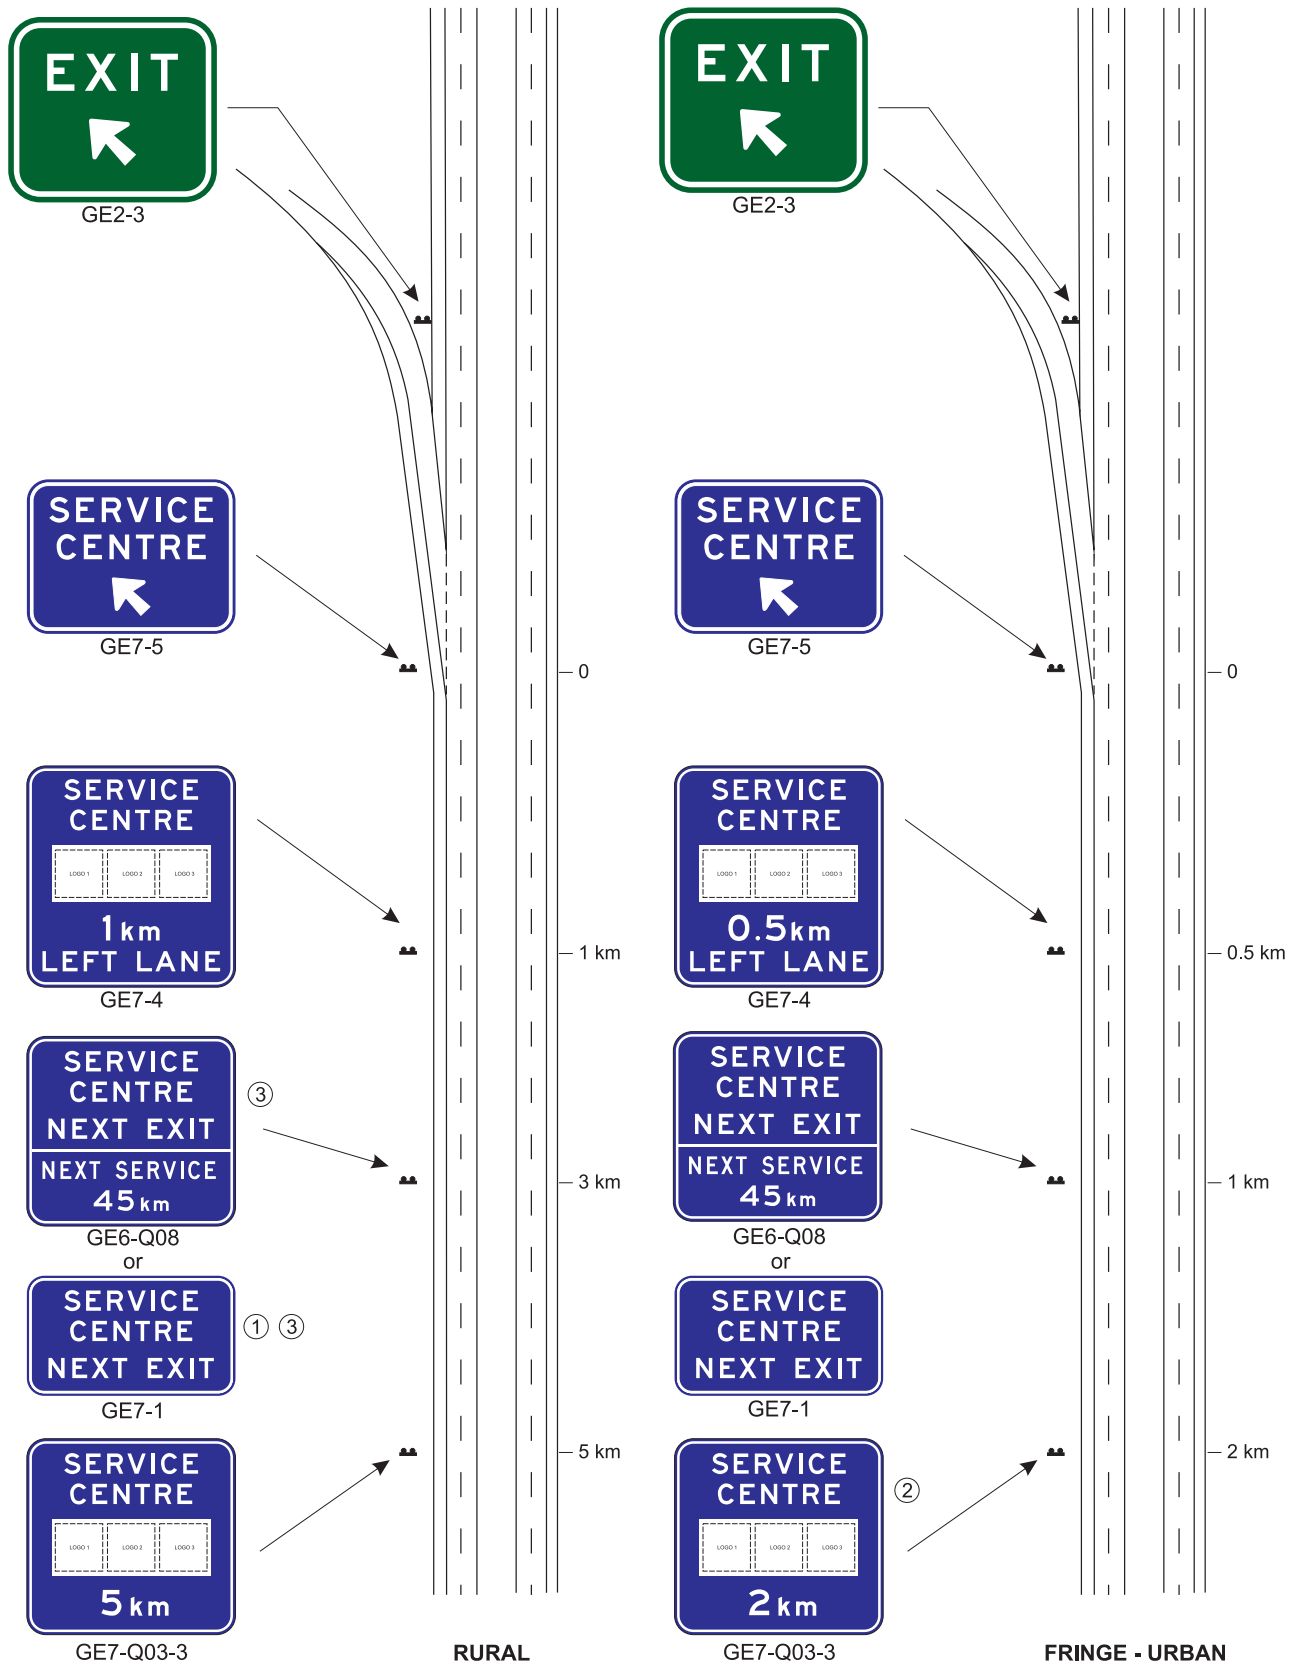 EXIT
GE2-3
SERVICE
CENTRE
GE7-5
0
SERVICE
CENTRE
LOGO 1 LOGO 2 LOGO 3
1 km
LEFT LANE
GE7-4
1 km
SERVICE
CENTRE
NEXT EXIT
NEXT SERVICE
45 km
3
GE6-Q08
3 km
or
SERVICE
CENTRE
NEXT EXIT
1 3
GE7-1
SERVICE
CENTRE
LOGO 1 LOGO 2 LOGO 3
5 km
GE7-Q03-3
5 km
RURAL
EXIT
GE2-3
SERVICE
CENTRE
GE7-5
0
SERVICE
CENTRE
LOGO 1 LOGO 2 LOGO 3
0.5 km
LEFT LANE
GE7-4
0.5 km
SERVICE
CENTRE
NEXT EXIT
NEXT SERVICE
45 km
GE6-Q08
1 km
or
SERVICE
CENTRE
NEXT EXIT
GE7-1
SERVICE
CENTRE
LOGO 1 LOGO 2 LOGO 3
2 km
2
GE7-Q03-3
2 km
FRINGE - URBAN